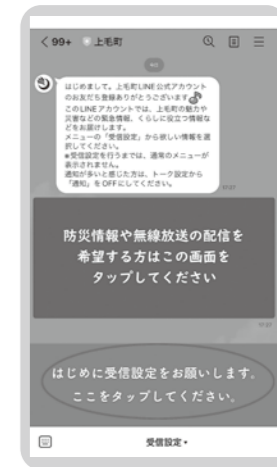 99+ 上毛町
はじめまして。上毛町LINE公式アカウント
のお友だち登録ありがとうございます
このLINEアカウントでは、上毛町の魅力や
災害などの緊急情報、くらしに役立つ情報な
どをお届けします。
メニューの「受信設定」から欲しい情報を選
択してください。
※受信設定を行うまでは、通常のメニューが
表示されません。
通知が多いと感じた方は、トーク設定から
「通知」をOFFにしてください。
17:27
防災情報や無線放送の配信を
希望する方はこの画面を
タップしてください
17:27
はじめに受信設定をお願いします。
ここをタップしてください。
受信設定